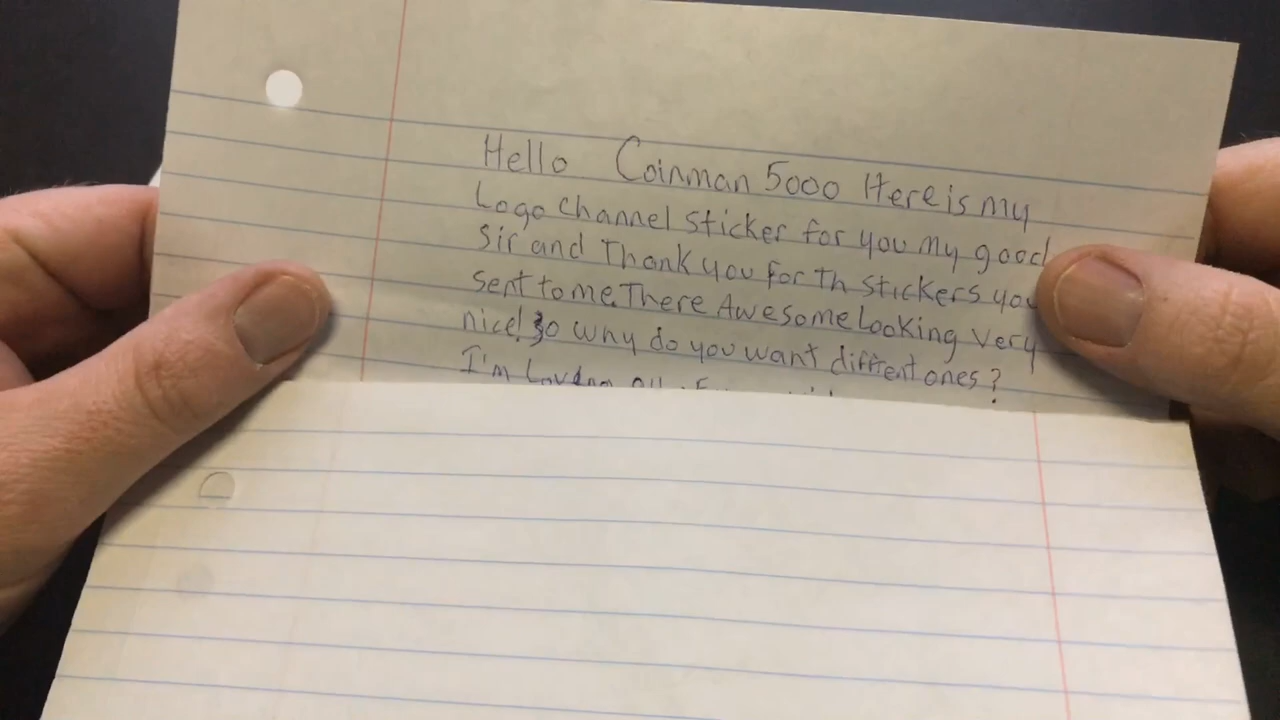 Hello Coinman 5000 Here is my
Logo channel sticker for you my good
Sir and Thank you for Th stickers you
sent to me. There Awesome Looking very
nice! So why do you want diffrent ones?
I'm